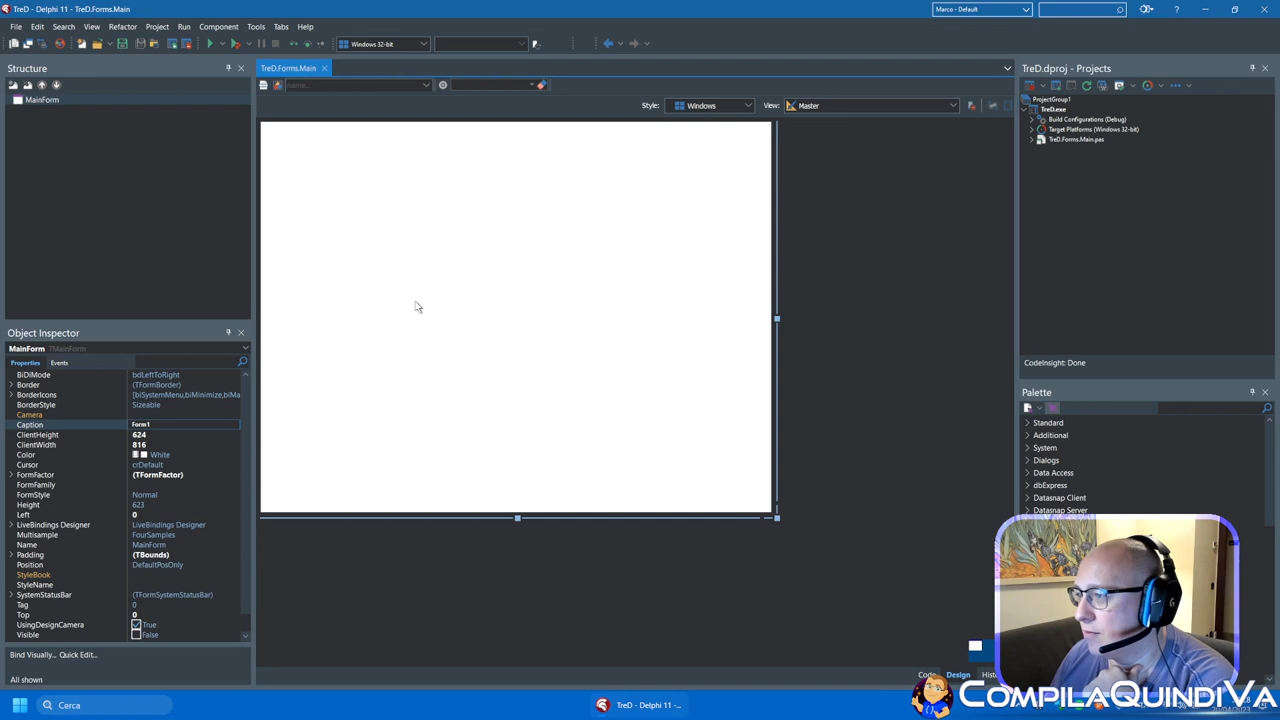 TreD - Delphi 11 - TreD.Forms.Main
Marco - Default
File Edit Search View Refactor Project Run Component Tools Tabs Help
Windows 32-bit
Structure
MainForm
TreD.Forms.Main
name...
Style: Windows View: Master
TreD.dproj - Projects
ProjectGroup1
TreD.exe
Build Configurations (Debug)
Target Platforms (Windows 32-bit)
TreD.Forms.Main.pas
CodeInsight: Done
Object Inspector
MainForm TMainForm
Properties Events
BiDiMode bdLeftToRight
Border (TFormBorder)
BorderIcons [biSystemMenu,biMinimize,biMa
BorderStyle Sizeable
Camera
Caption Form1
ClientHeight 624
ClientWidth 816
Color White
Cursor crDefault
FormFactor (TFormFactor)
FormFamily
FormStyle Normal
Height 623
Left 0
LiveBindings Designer LiveBindings Designer
Multisample FourSamples
Name MainForm
Padding (TBounds)
Position DefaultPosOnly
StyleBook
StyleName
SystemStatusBar (TFormSystemStatusBar)
Tag 0
Top 0
UsingDesignCamera True
Visible False
Bind Visually... Quick Edit...
All shown
Palette
Standard
Additional
System
Dialogs
Data Access
dbExpress
Datasnap Client
Datasnap Server
Design
Cerca
TreD - Delphi 11 -...
COMPILAQUINDIVA